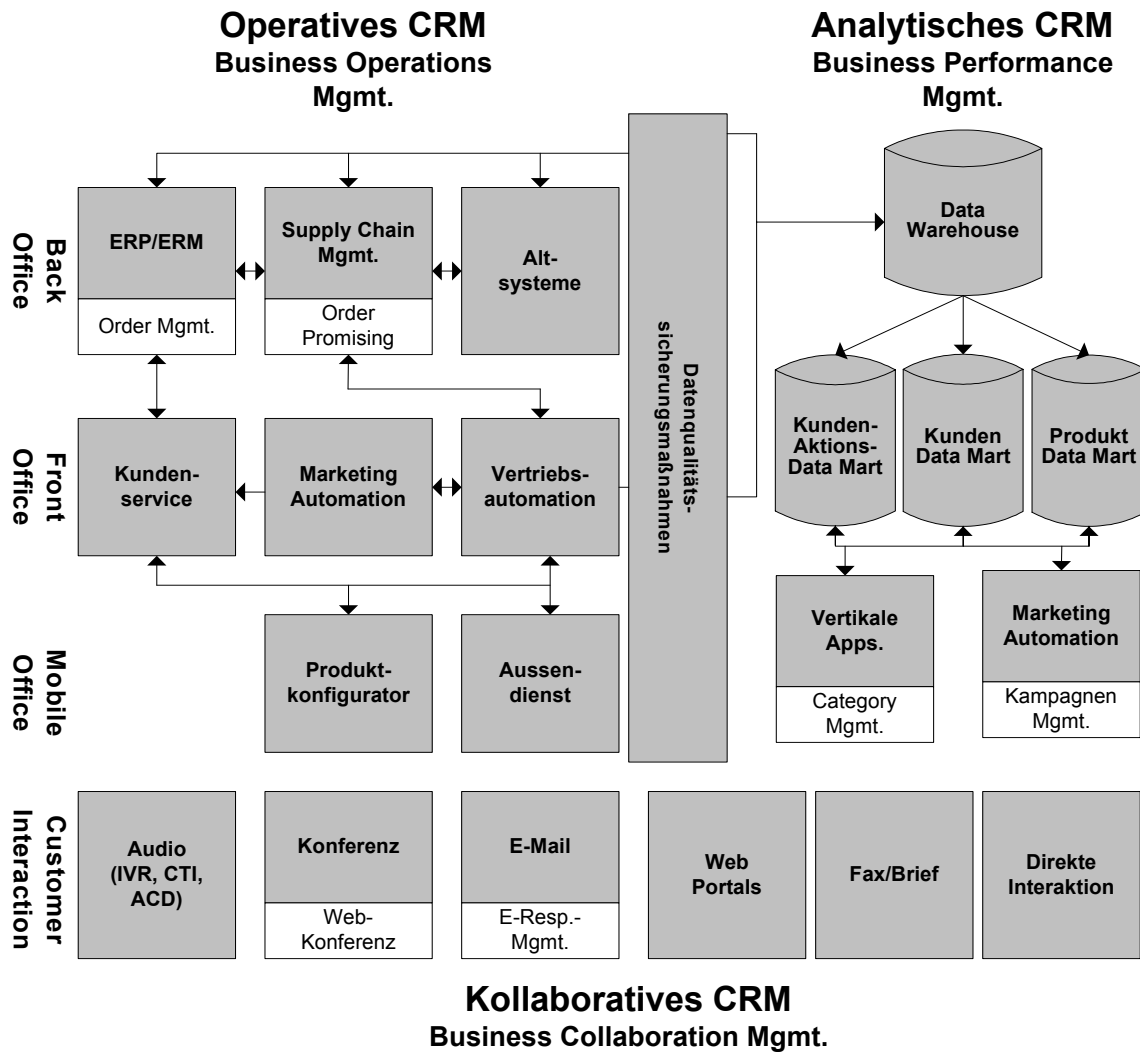 Operatives CRM
Business Operations
Mgmt.
Analytisches CRM
Business Performance
Mgmt.
Back
Office
ERP/ERM
Order Mgmt.
Supply Chain
Mgmt.
Order
Promising
Alt-
systeme
Datenqualitäts-
sicherungsmaßnahmen
Data
Warehouse
Front
Office
Kunden-
service
Marketing
Automation
Vertriebs-
automation
Kunden-
Aktions-
Data Mart
Kunden
Data Mart
Produkt
Data Mart
Mobile
Office
Produkt-
konfigurator
Aussen-
dienst
Vertikale
Apps.
Category
Mgmt.
Marketing
Automation
Kampagnen
Mgmt.
Customer
Interaction
Audio
(IVR, CTI,
ACD)
Konferenz
Web-
Konferenz
E-Mail
E-Resp.-
Mgmt.
Web
Portals
Fax/Brief
Direkte
Interaktion
Kollaboratives CRM
Business Collaboration Mgmt.